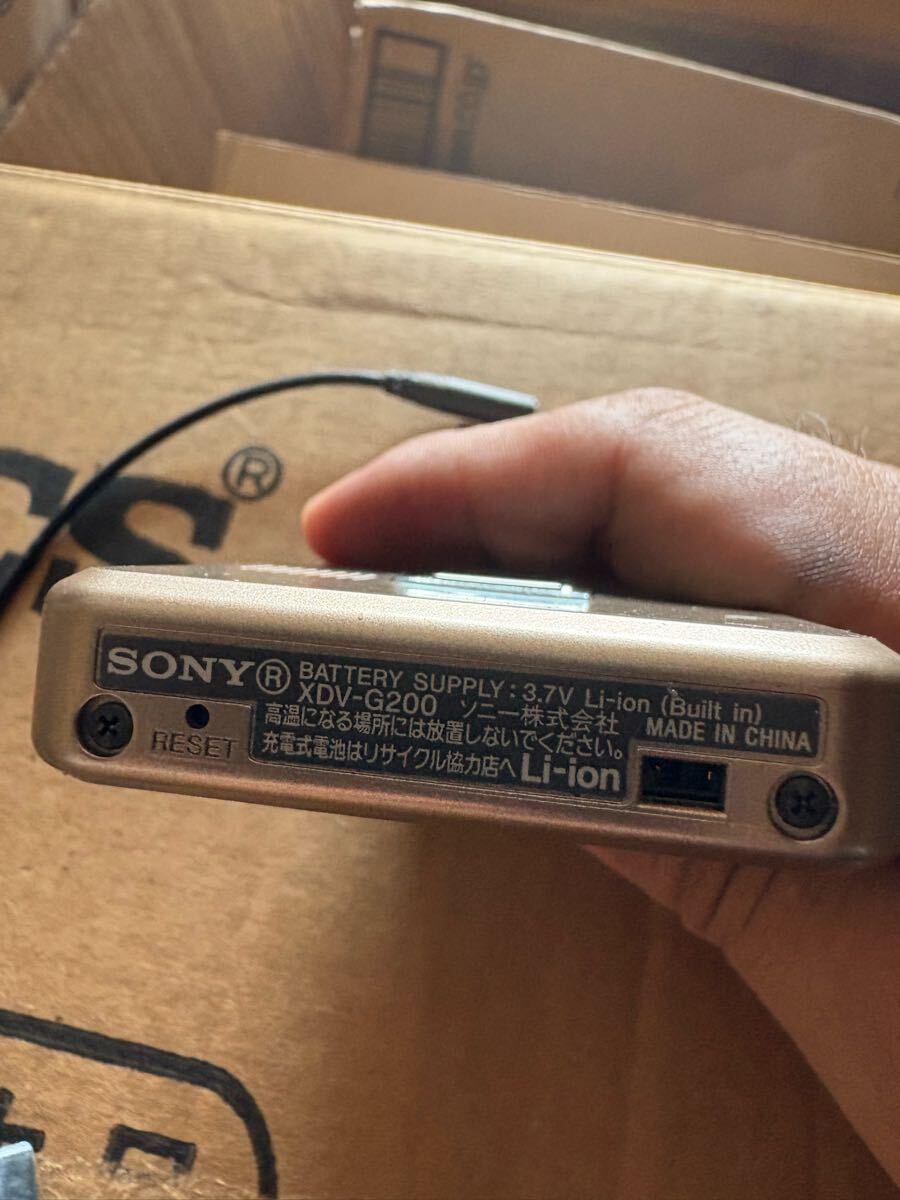 CS®
SONY® BATTERY SUPPLY : 3.7V Li-ion (Built in)
XDV-G200 ソニー株式会社
MADE IN CHINA
RESET
高温になる場所には放置しないでください。
充電式電池はリサイクル協力店へ Li-ion